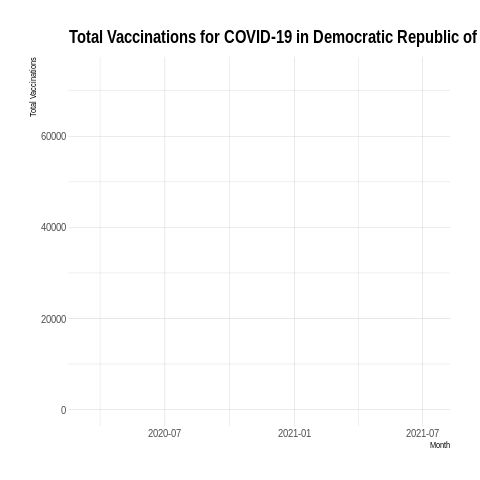 Total Vaccinations for COVID-19 in Democratic Republic of
Total Vaccinations
60000
40000
20000
0
2020-07 2021-01 2021-07
Month